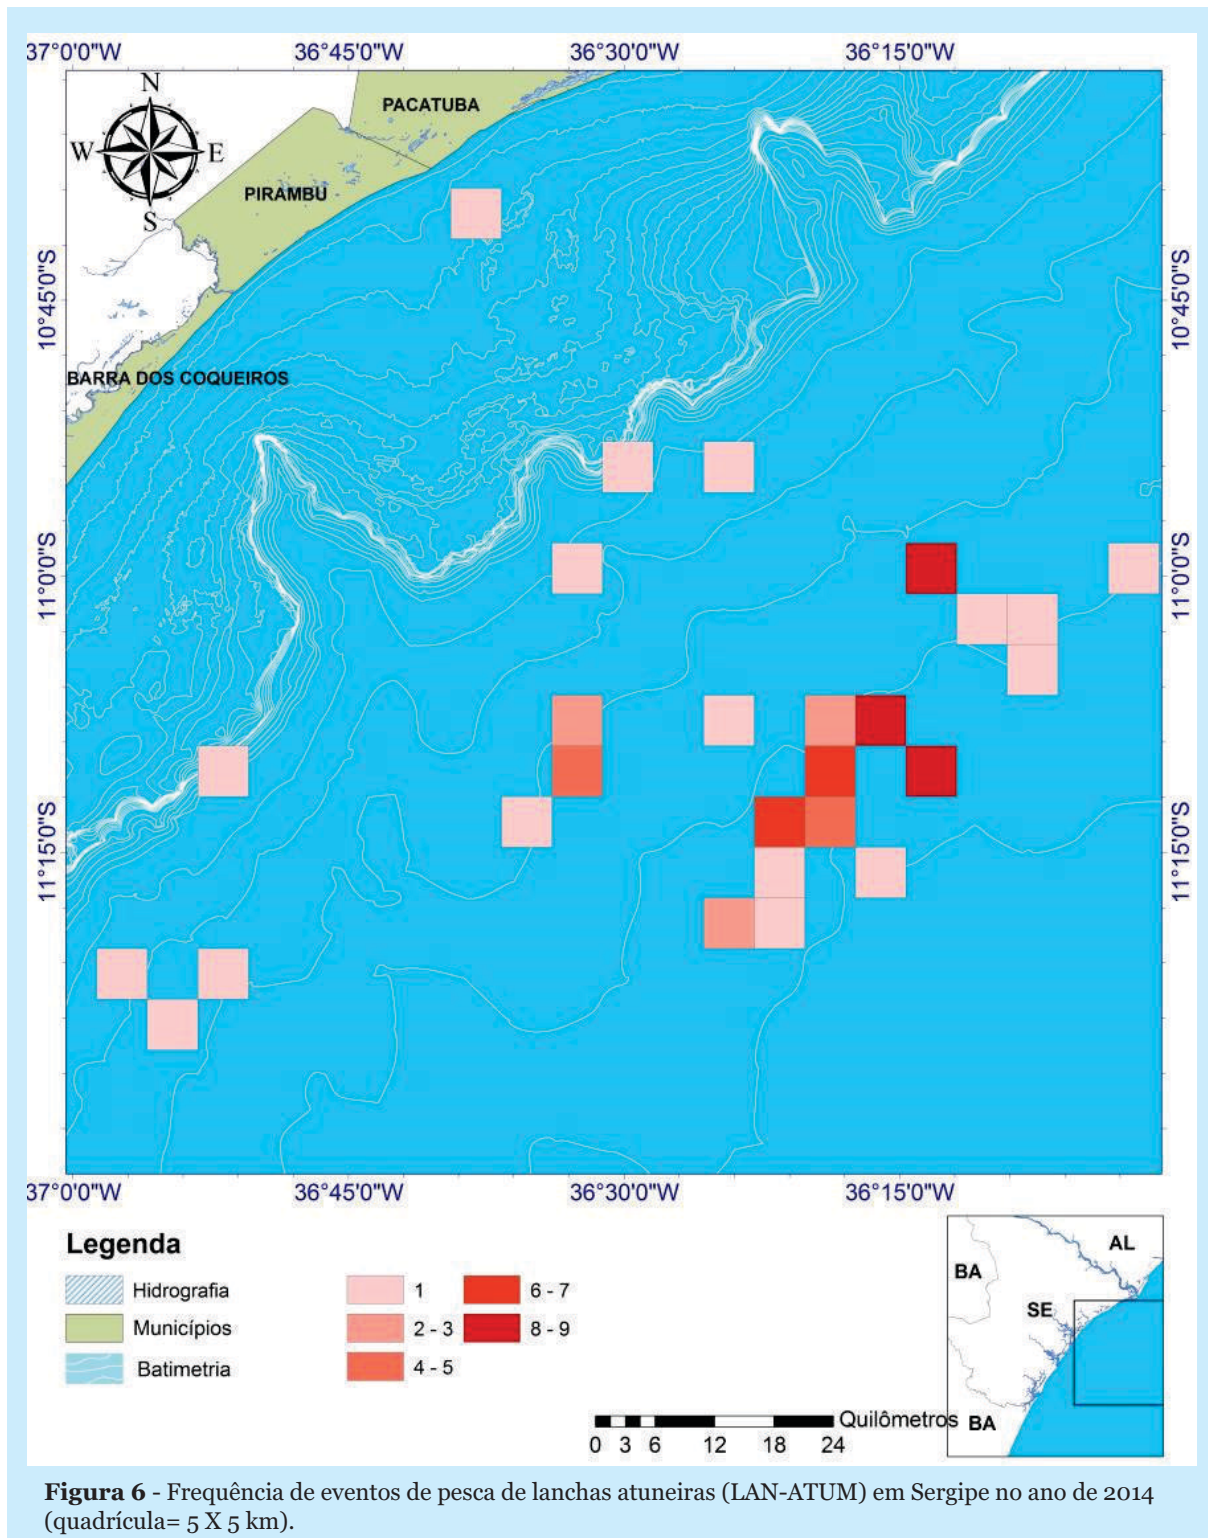 37°0'0"W
36°45'0"W
36°30'0"W
36°15'0"W
N
W
E
S
PACATUBA
PIRAMBU
BARRA DOS COQUEIROS
10°45'0"S
10°45'0"S
11°0'0"S
11°0'0"S
11°15'0"S
11°15'0"S
37°0'0"W
36°45'0"W
36°30'0"W
36°15'0"W
Legenda
Hidrografia
Municípios
Batimetria
1
2 - 3
4 - 5
6 - 7
8 - 9
Quilômetros
0 3 6 12 18 24
AL
BA
SE
BA
Figura 6 - Frequência de eventos de pesca de lanchas atuneiras (LAN-ATUM) em Sergipe no ano de 2014
(quadrícula= 5 X 5 km).